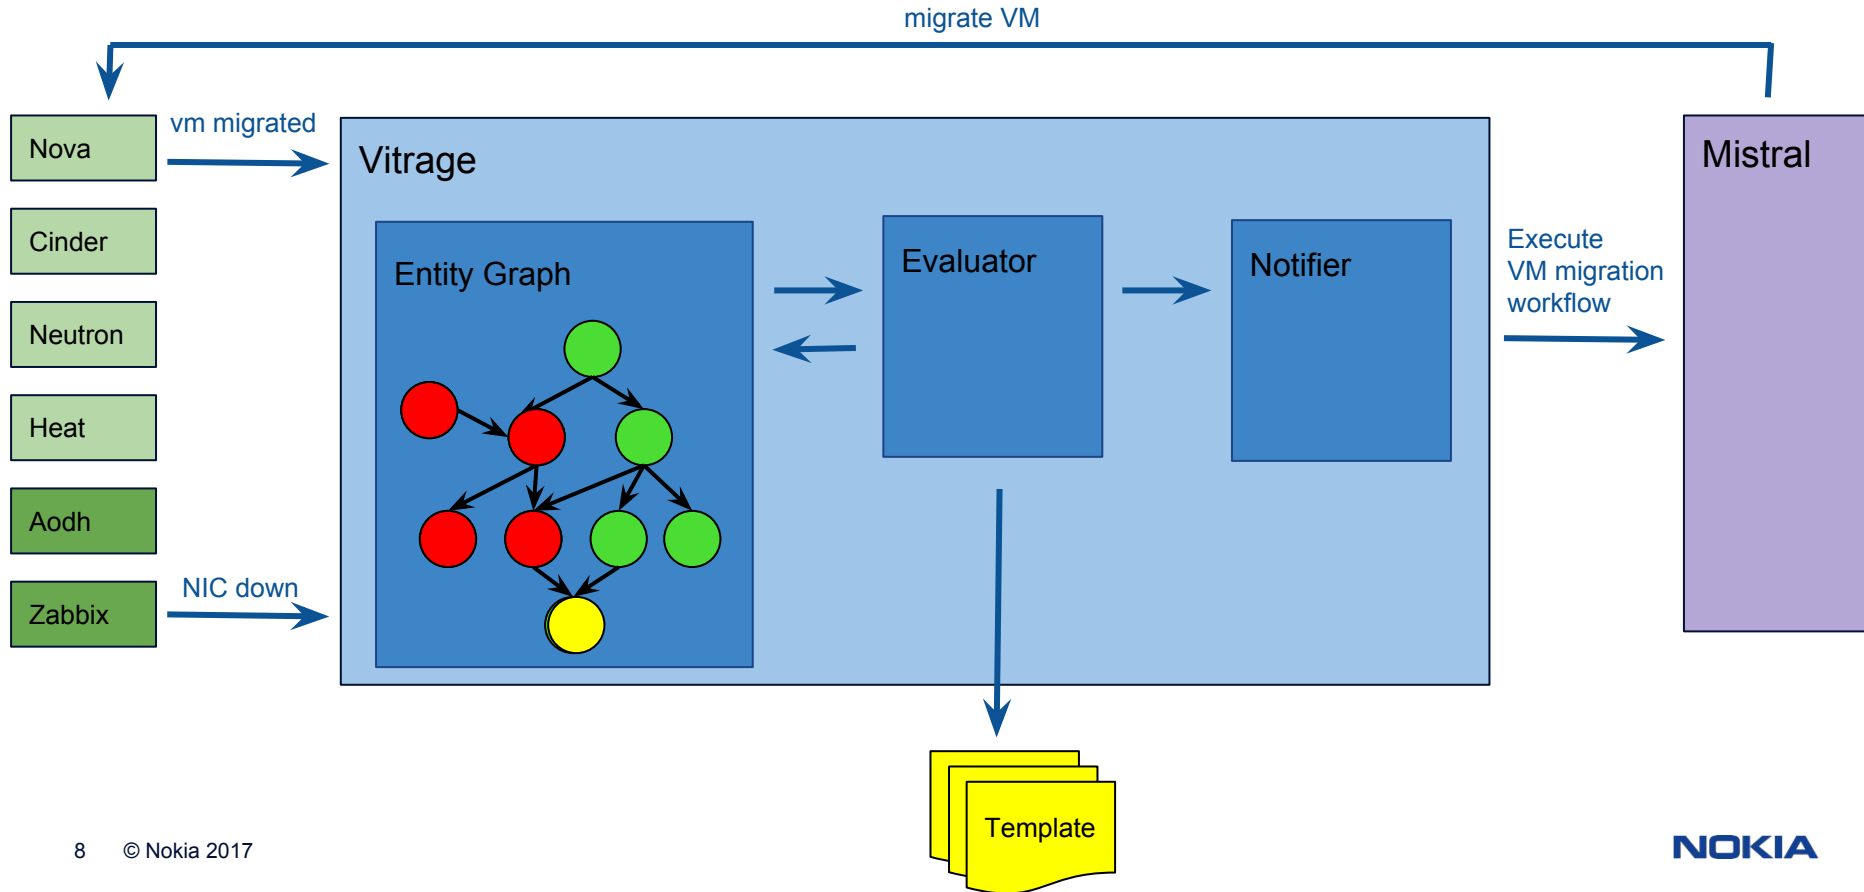 migrate VM
Nova
vm migrated
Cinder
Neutron
Heat
Aodh
Zabbix
NIC down
Vitrage
Entity Graph
Evaluator
Notifier
Execute
VM migration
workflow
Mistral
Template
8 © Nokia 2017
NOKIA